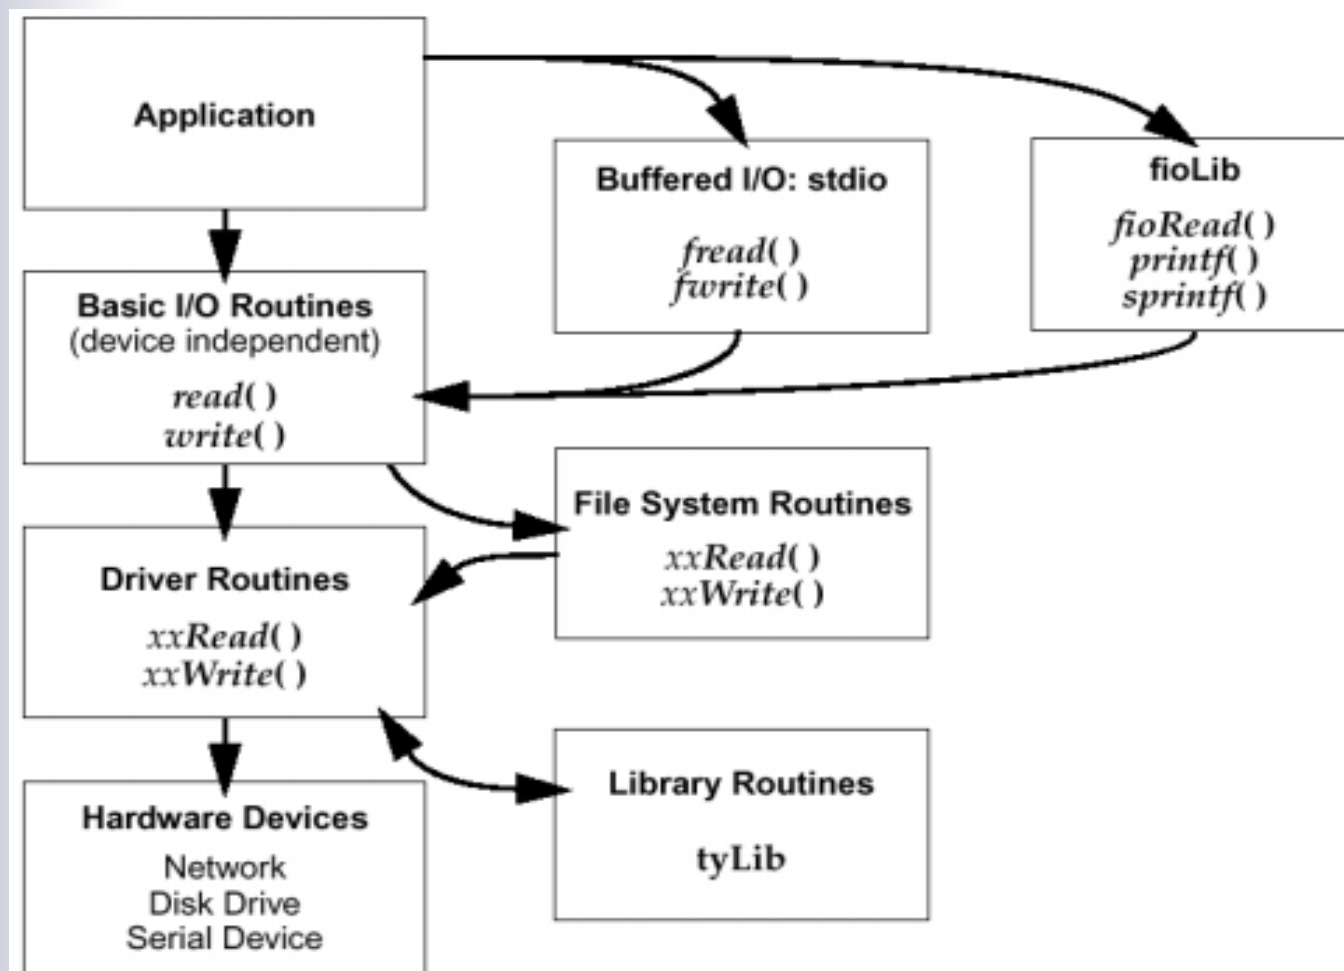 Application
Buffered I/O: stdio
fread( )
fwrite( )
fioLib
fioRead( )
printf( )
sprintf( )
Basic I/O Routines
(device independent)
read( )
write( )
File System Routines
xxRead( )
xxWrite( )
Driver Routines
xxRead( )
xxWrite( )
Library Routines
tyLib
Hardware Devices
Network
Disk Drive
Serial Device